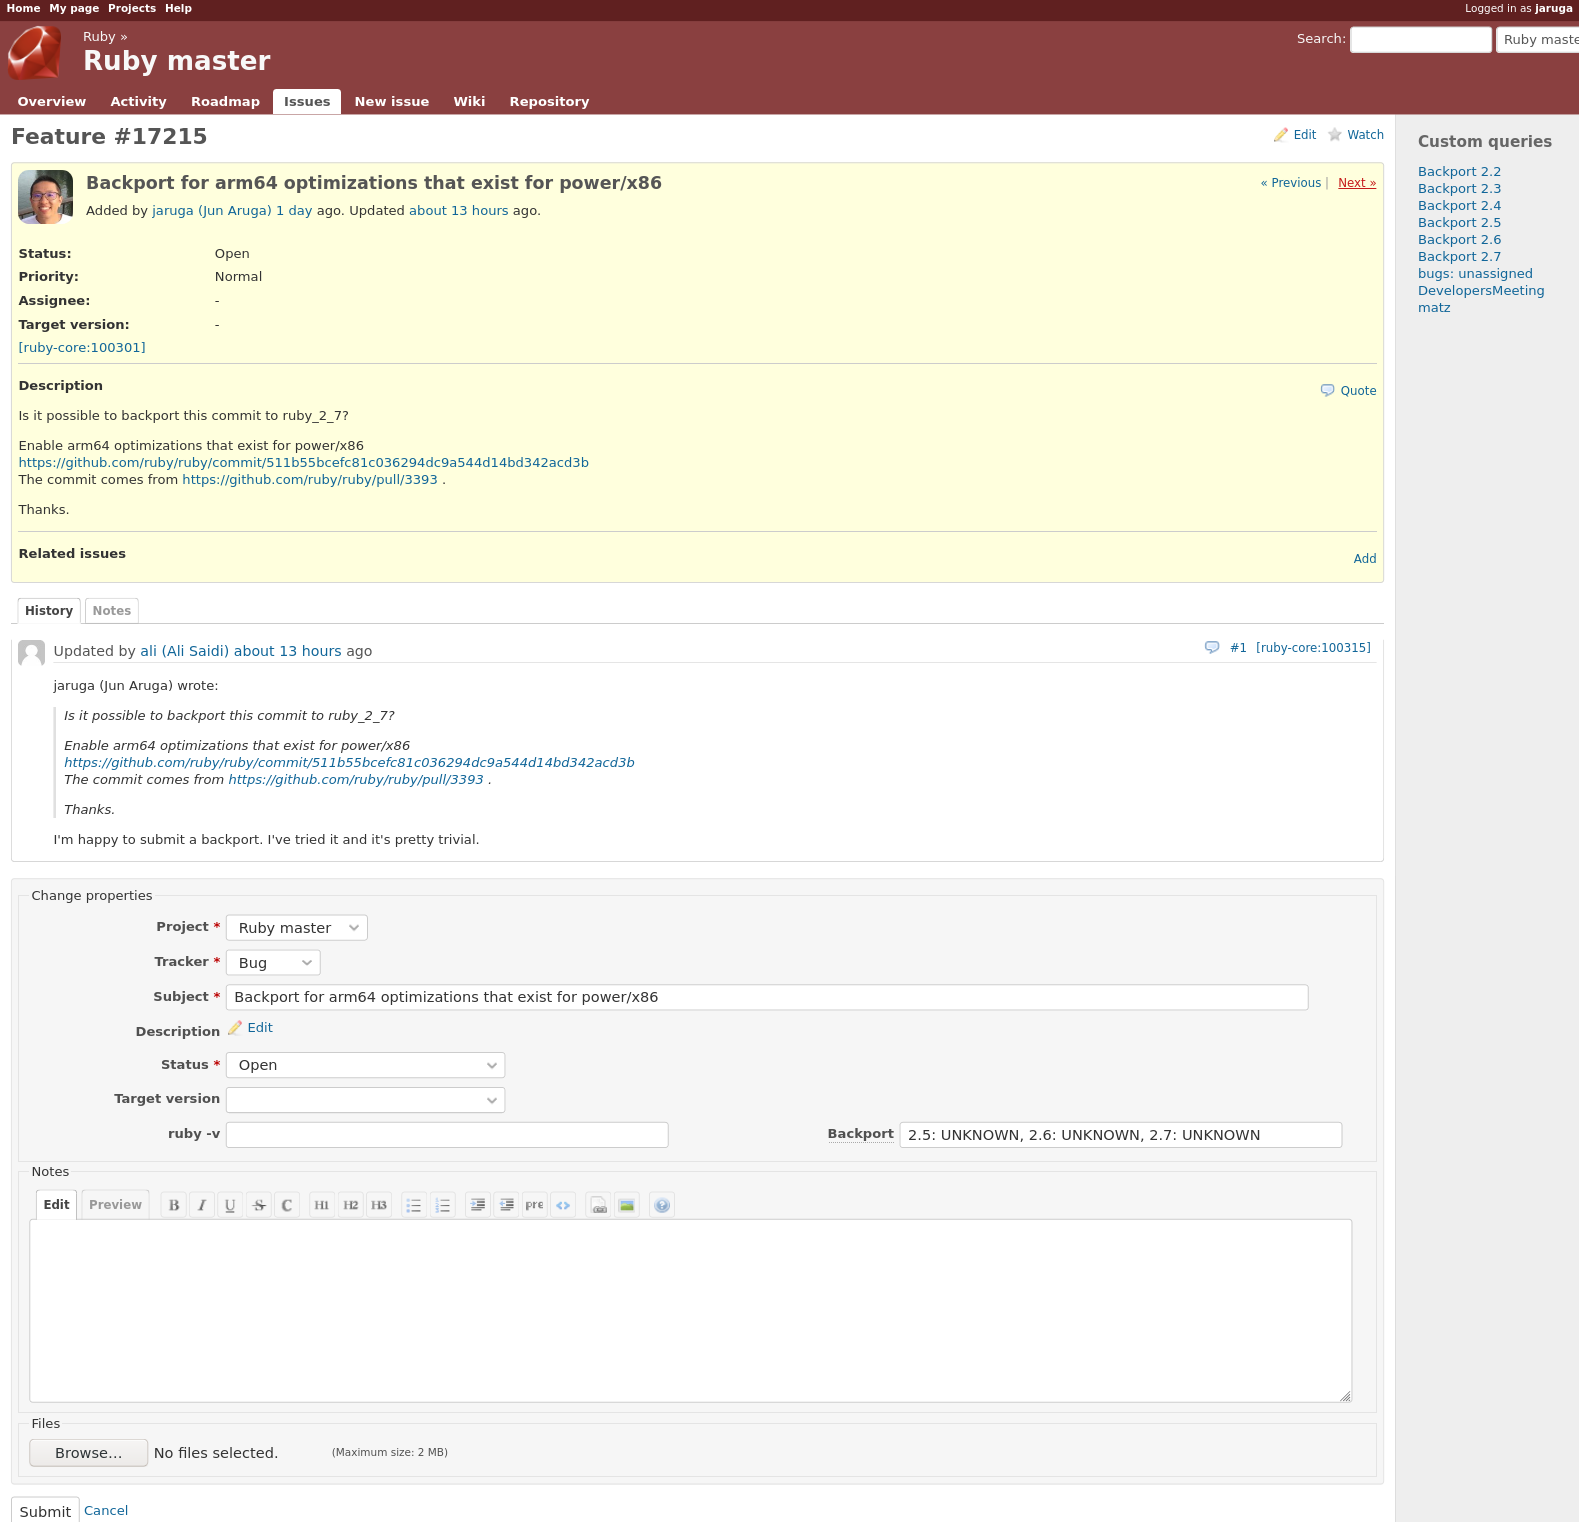 Home My page Projects Help
Logged in as jaruga
Ruby »
Ruby master
Search:
Ruby maste
Overview Activity Roadmap Issues New issue Wiki Repository
Feature #17215
Edit Watch
Backport for arm64 optimizations that exist for power/x86
« Previous | Next »
Added by jaruga (Jun Aruga) 1 day ago. Updated about 13 hours ago.
Status: Open
Priority: Normal
Assignee: -
Target version: -
[ruby-core:100301]
Description
Quote
Is it possible to backport this commit to ruby_2_7?
Enable arm64 optimizations that exist for power/x86
https://github.com/ruby/ruby/commit/511b55bcefc81c036294dc9a544d14bd342acd3b
The commit comes from https://github.com/ruby/ruby/pull/3393 .
Thanks.
Related issues
Add
Custom queries
Backport 2.2
Backport 2.3
Backport 2.4
Backport 2.5
Backport 2.6
Backport 2.7
bugs: unassigned
DevelopersMeeting
matz
History Notes
Updated by ali (Ali Saidi) about 13 hours ago
#1 [ruby-core:100315]
jaruga (Jun Aruga) wrote:
Is it possible to backport this commit to ruby_2_7?
Enable arm64 optimizations that exist for power/x86
https://github.com/ruby/ruby/commit/511b55bcefc81c036294dc9a544d14bd342acd3b
The commit comes from https://github.com/ruby/ruby/pull/3393 .
Thanks.
I'm happy to submit a backport. I've tried it and it's pretty trivial.
Change properties
Project * Ruby master
Tracker * Bug
Subject * Backport for arm64 optimizations that exist for power/x86
Description Edit
Status * Open
Target version
ruby -v
Backport 2.5: UNKNOWN, 2.6: UNKNOWN, 2.7: UNKNOWN
Notes
Edit Preview B I U S C H1 H2 H3 pre <> ?
Files
Browse... No files selected. (Maximum size: 2 MB)
Submit Cancel